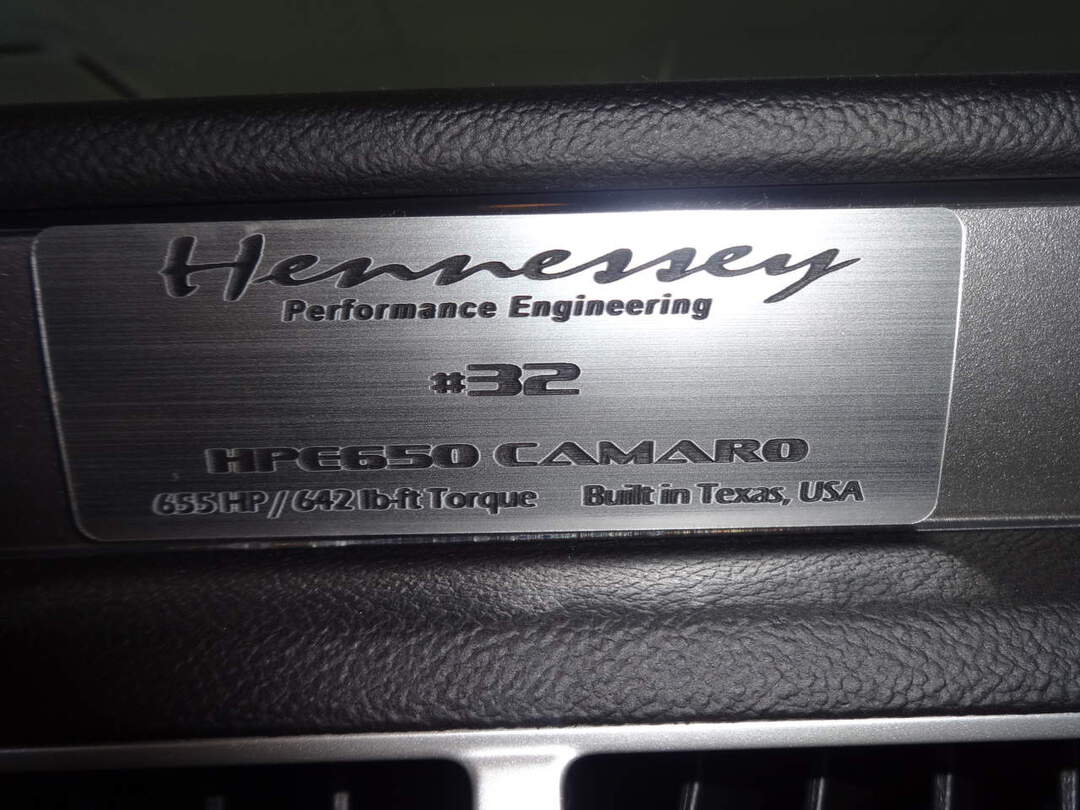 Hennessey
Performance Engineering
#32
HPE650 CAMARO
655 HP / 642 lb-ft Torque Built in Texas, USA